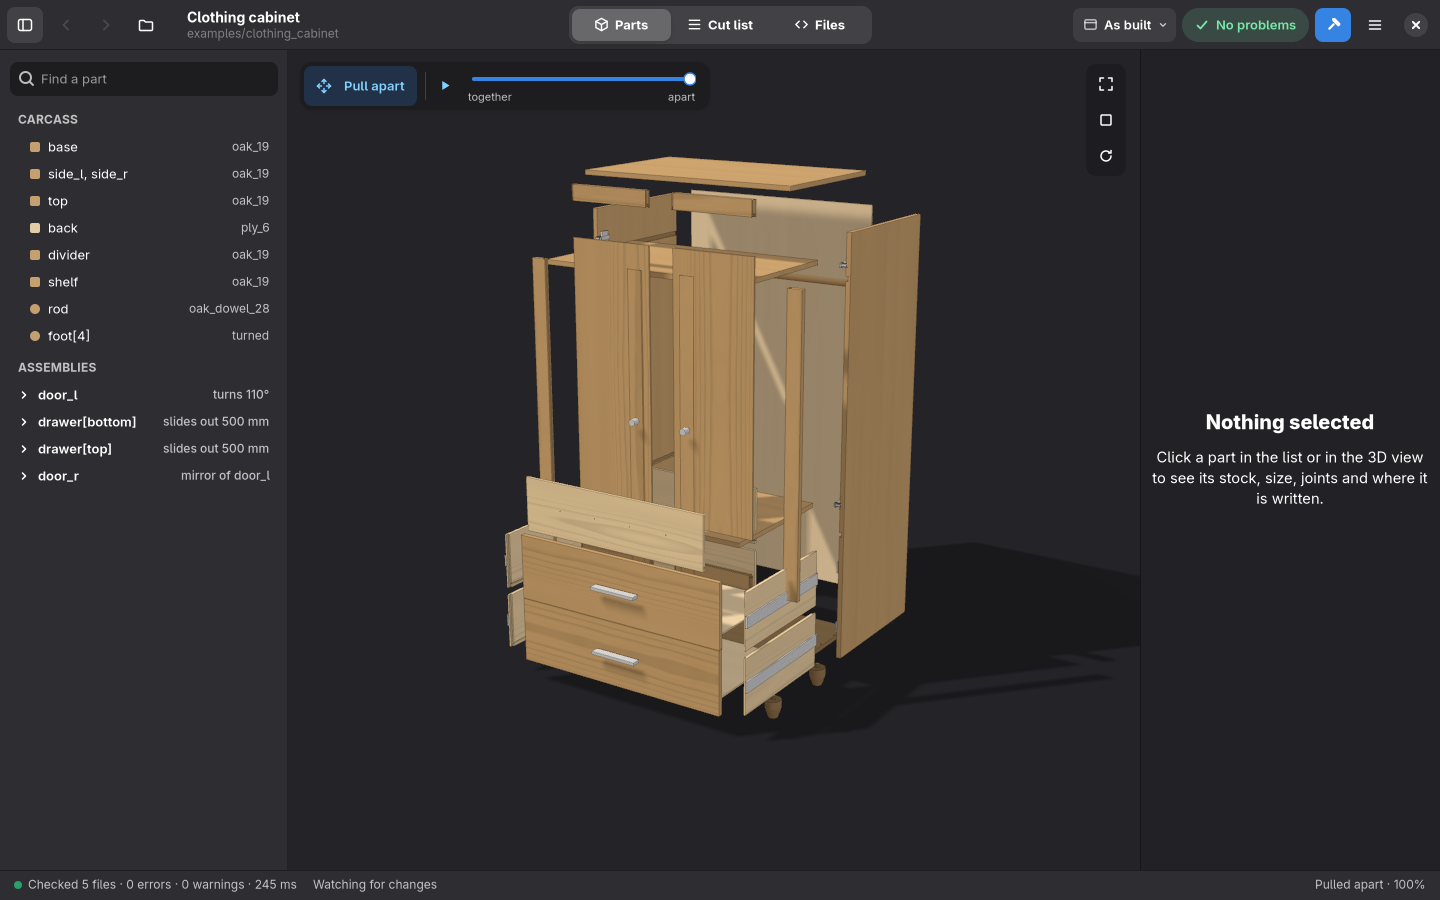 Clothing cabinet
examples/clothing_cabinet
Parts
Cut list
Files
As built
No problems
Find a part
CARCASS
base oak_19
side_l, side_r oak_19
top oak_19
back ply_6
divider oak_19
shelf oak_19
rod oak_dowel_28
foot[4] turned
ASSEMBLIES
door_l turns 110°
drawer[bottom] slides out 500 mm
drawer[top] slides out 500 mm
door_r mirror of door_l
Pull apart
together apart
Nothing selected
Click a part in the list or in the 3D view
to see its stock, size, joints and where it
is written.
Checked 5 files · 0 errors · 0 warnings · 245 ms Watching for changes
Pulled apart · 100%